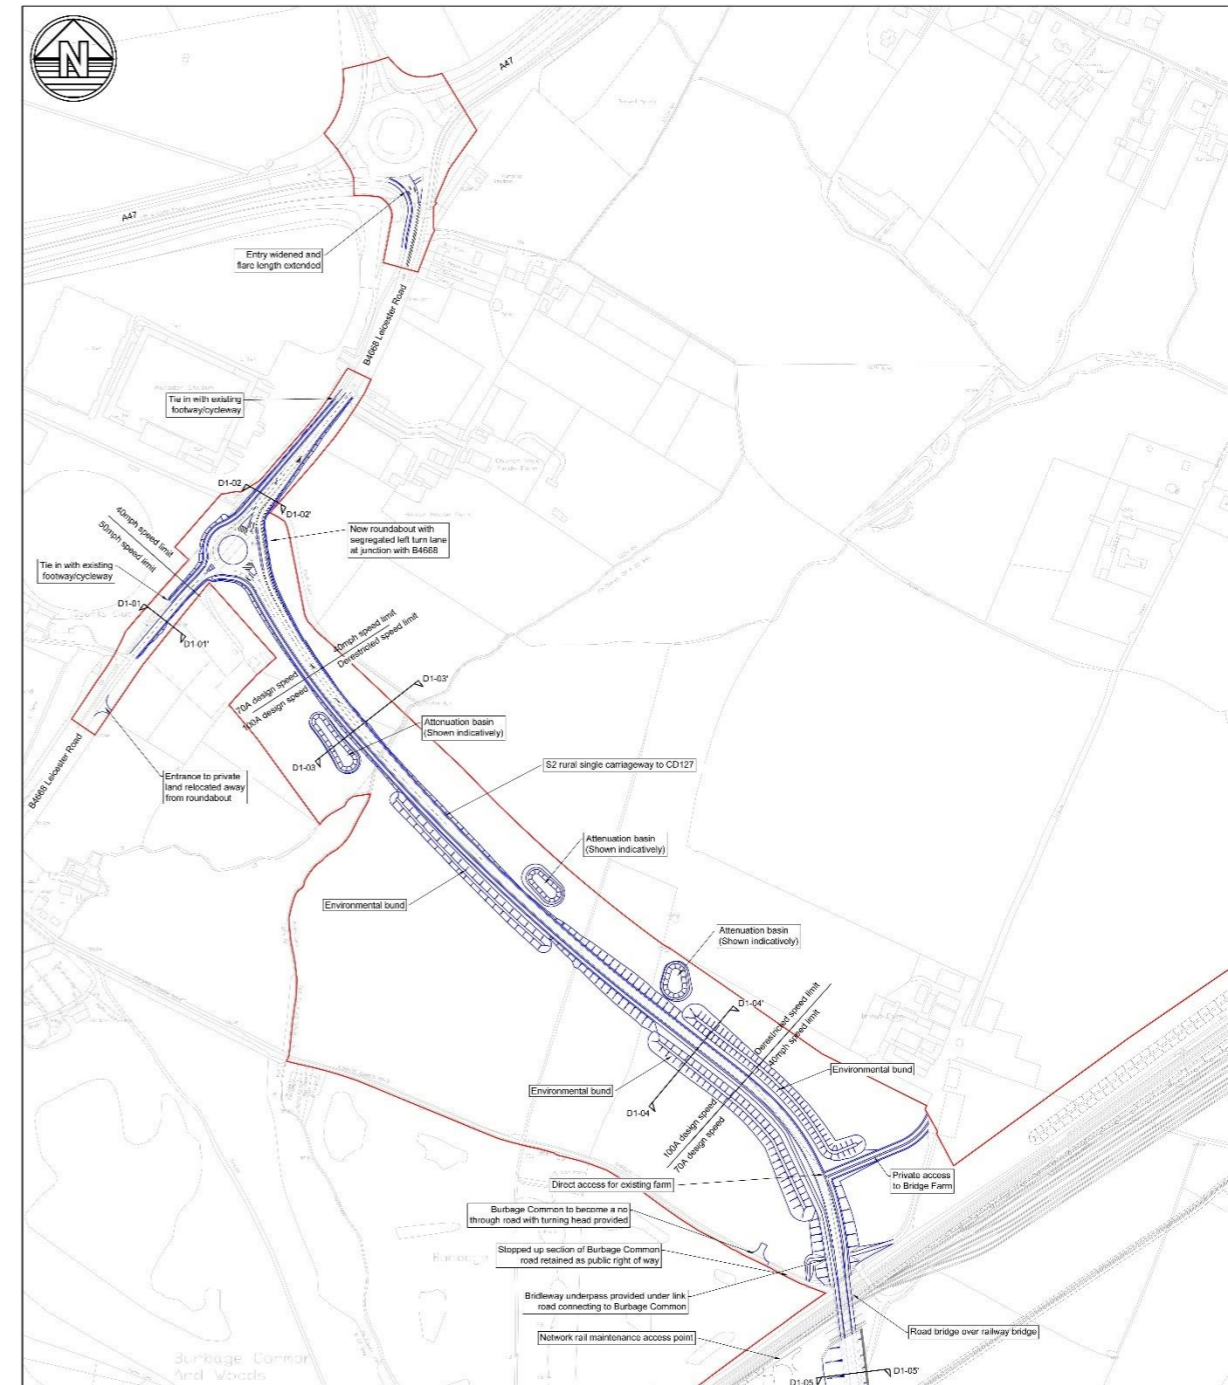 N
A47
A47
Entry widened and
flare length extended
B4668 Leicester Road
Tie in with existing
footway/cycleway
D1-02
D1-02'
40mph speed limit
50mph speed limit
New roundabout with
segregated left turn lane
at junction with B4668
Tie in with existing
footway/cycleway
D1-01
D1-01'
40mph speed limit
Derestricted speed limit
70A design speed
100A design speed
D1-03'
Attenuation basin
(Shown indicatively)
D1-03
B4668 Leicester Road
Entrance to private
land relocated away
from roundabout
S2 rural single carriageway to CD127
Attenuation basin
(Shown indicatively)
Environmental bund
Attenuation basin
(Shown indicatively)
D1-04'
Derestricted speed limit
40mph speed limit
Environmental bund
Environmental bund
D1-04
100A design speed
70A design speed
Direct access for existing farm
Private access
to Bridge Farm
Burbage Common to become a no
through road with turning head provided
Stopped up section of Burbage Common
road retained as public right of way
Burbage
Bridleway underpass provided under link
road connecting to Burbage Common
Road bridge over railway bridge
Network rail maintenance access point
Burbage Common
And Woods
D1-05'
D1-05